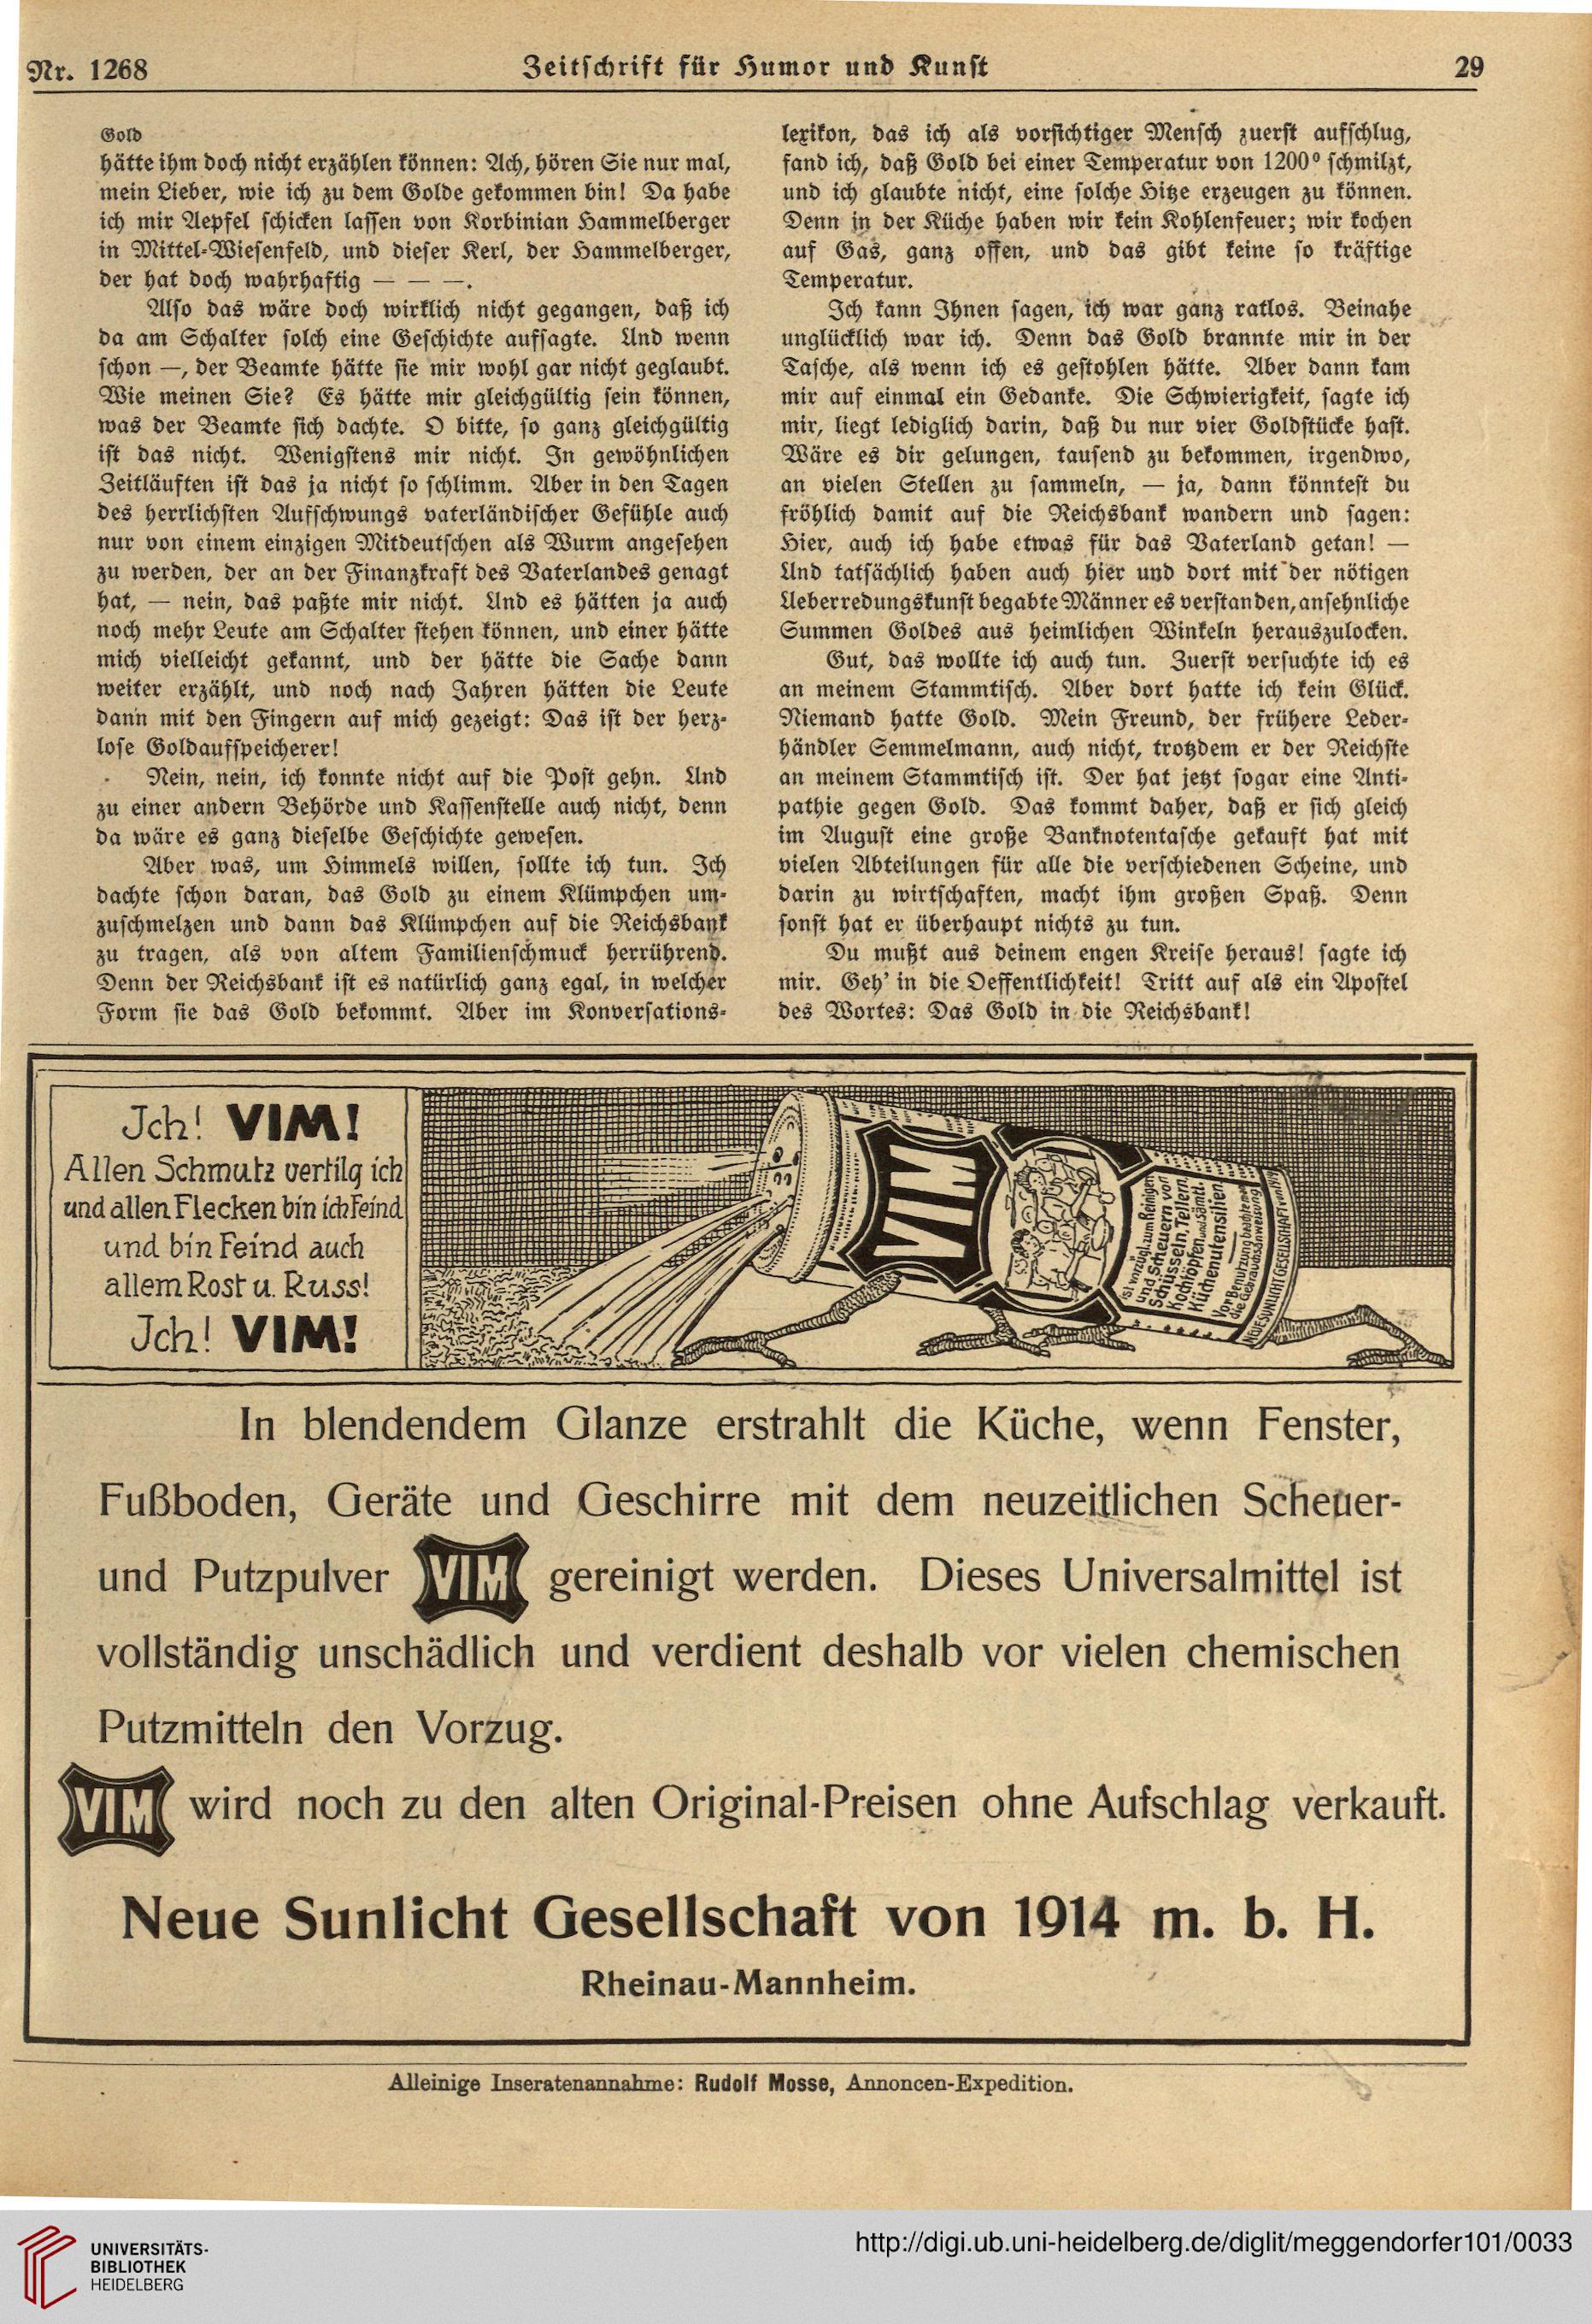 Nr. 1268
Zeitschrift für Humor und Kunst
29
Gold
hätte ihm doch nicht erzählen können: Ach, hören Sie nur mal,
mein Lieber, wie ich zu dem Golde gekommen bin! Da habe
ich mir Aepfel schicken lassen von Korbinian Hammelberger
in Mittel-Wiesenfeld, und dieser Kerl, der Hammelberger,
der hat doch wahrhaftig — — —.
Also das wäre doch wirklich nicht gegangen, daß ich
da am Schalter solch eine Geschichte aufsagte. Und wenn
schon —, der Beamte hätte sie mir wohl gar nicht geglaubt.
Wie meinen Sie? Es hätte mir gleichgültig sein können,
was der Beamte sich dachte. O bitte, so ganz gleichgültig
ist das nicht. Wenigstens mir nicht. In gewöhnlichen
Zeitläuften ist das ja nicht so schlimm. Aber in den Tagen
des herrlichsten Aufschwungs vaterländischer Gefühle auch
nur von einem einzigen Mitdeutschen als Wurm angesehen
zu werden, der an der Finanzkraft des Vaterlandes genagt
hat, — nein, das paßte mir nicht. Und es hätten ja auch
noch mehr Leute am Schalter stehen können, und einer hätte
mich vielleicht gekannt, und der hätte die Sache dann
weiter erzählt, und noch nach Jahren hätten die Leute
dann mit den Fingern auf mich gezeigt: Das ist der herz-
lose Goldaufspeicherer!
Nein, nein, ich konnte nicht auf die Post gehn. Und
zu einer andern Behörde und Kassenstelle auch nicht, denn
da wäre es ganz dieselbe Geschichte gewesen.
Aber was, um Himmels willen, sollte ich tun. Ich
dachte schon daran, das Gold zu einem Klümpchen um-
zuschmelzen und dann das Klümpchen auf die Reichsbank
zu tragen, als von altem Familienschmuck herrührend.
Denn der Reichsbank ist es natürlich ganz egal, in welcher
Form sie das Gold bekommt. Aber im Konversations-
lexikon, das ich als vorsichtiger Mensch zuerst aufschlug,
fand ich, daß Gold bei einer Temperatur von 1200° schmilzt,
und ich glaubte nicht, eine solche Hitze erzeugen zu können.
Denn in der Küche haben wir kein Kohlenfeuer; wir kochen
auf Gas, ganz offen, und das gibt keine so kräftige
Temperatur.
Ich kann Ihnen sagen, ich war ganz ratlos. Beinahe
unglücklich war ich. Denn das Gold brannte mir in der
Tasche, als wenn ich es gestohlen hätte. Aber dann kam
mir auf einmal ein Gedanke. Die Schwierigkeit, sagte ich
mir, liegt lediglich darin, daß du nur vier Goldstücke hast.
Wäre es dir gelungen, tausend zu bekommen, irgendwo,
an vielen Stellen zu sammeln, — ja, dann könntest du
fröhlich damit auf die Reichsbank wandern und sagen:
Hier, auch ich habe etwas für das Vaterland getan! —
Und tatsächlich haben auch hier und dort mit der nötigen
Ueberredungskunst begabte Männer es verstanden, ansehnliche
Summen Goldes aus heimlichen Winkeln herauszulocken.
Gut, das wollte ich auch tun. Zuerst versuchte ich es
an meinem Stammtisch. Aber dort hatte ich kein Glück.
Niemand hatte Gold. Mein Freund, der frühere Leder-
händler Semmelmann, auch nicht, trotzdem er der Reichste
an meinem Stammtisch ist. Der hat jetzt sogar eine Anti-
pathie gegen Gold. Das kommt daher, daß er sich gleich
im August eine große Banknotentasche gekauft hat mit
vielen Abteilungen für alle die verschiedenen Scheine, und
darin zu wirtschaften, macht ihm großen Spaß. Denn
sonst hat er überhaupt nichts zu tun.
Du mußt aus deinem engen Kreise heraus! sagte ich
mir. Geh' in die Oeffentlichkeit! Tritt auf als ein Apostel
des Wortes: Das Gold in die Reichsbank!
Ich! VIM!
Allen Schmutz vertilg ich
und allen Flecken bin ich Feind
und bin Feind auch
allem Rost u. Russ!
Ich! VIM!
VIM
ist vorzügl. zum Reinigen
und Scheuern von
Schüsseln, Tellern,
Kochtöpfen und sämtl.
Küchenutensilien
Vor Benutzung beachte man
die Gebrauchsanweisung
NEUE SUNLICHT GESELLSCHAFT
In blendendem Glanze erstrahlt die Küche, wenn Fenster,
Fußboden, Geräte und Geschirre mit dem neuzeitlichen Scheuer-
und Putzpulver VIM gereinigt werden. Dieses Universalmittel ist
vollständig unschädlich und verdient deshalb vor vielen chemischen
Putzmitteln den Vorzug.
VIM wird noch zu den alten Original-Preisen ohne Aufschlag verkauft.
Neue Sunlicht Gesellschaft von 1914 m. b. H.
Rheinau-Mannheim.
Alleinige Inseratenannahme: Rudolf Mosse, Annoncen-Expedition.
UNIVERSITÄTS-
BIBLIOTHEK
HEIDELBERG
http://digi.ub.uni-heidelberg.de/diglit/meggendorfer101/0033